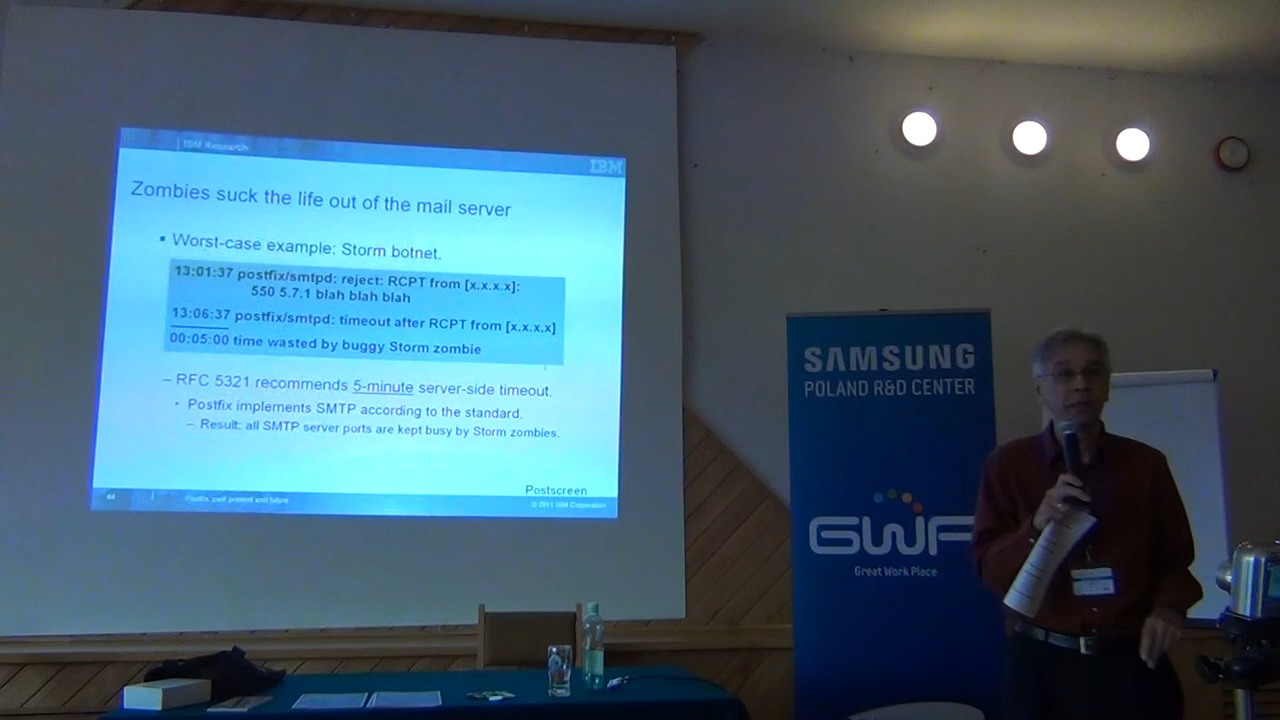 IBM Research
IBM
Zombies suck the life out of the mail server
▪ Worst-case example: Storm botnet.
13:01:37 postfix/smtpd: reject: RCPT from [x.x.x.x]:
550 5.7.1 blah blah blah
13:06:37 postfix/smtpd: timeout after RCPT from [x.x.x.x]
00:05:00 time wasted by buggy Storm zombie
– RFC 5321 recommends 5-minute server-side timeout.
• Postfix implements SMTP according to the standard.
– Result: all SMTP server ports are kept busy by Storm zombies.
Postscreen
44
Postfix, past present and future
© 2011 IBM Corporation
SAMSUNG
POLAND R&D CENTER
GWP
Great Work Place